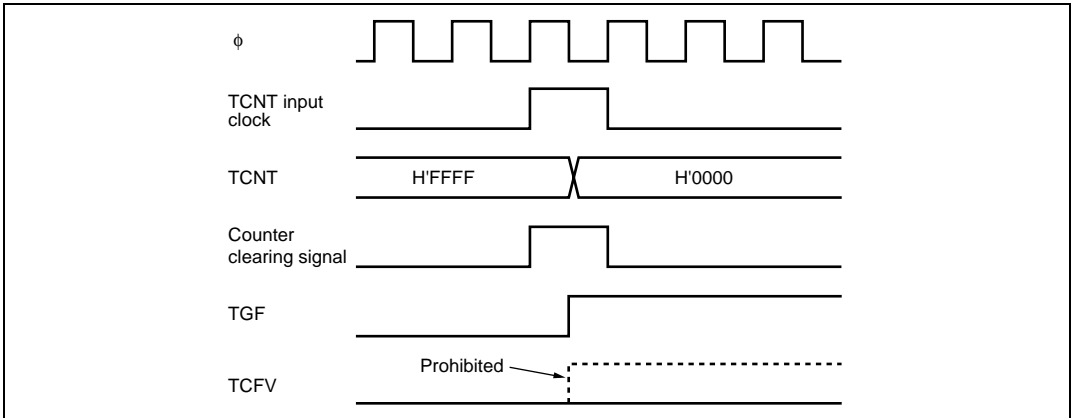 ϕ
TCNT input
clock
TCNT
H'FFFF
H'0000
Counter
clearing signal
TGF
Prohibited
TCFV